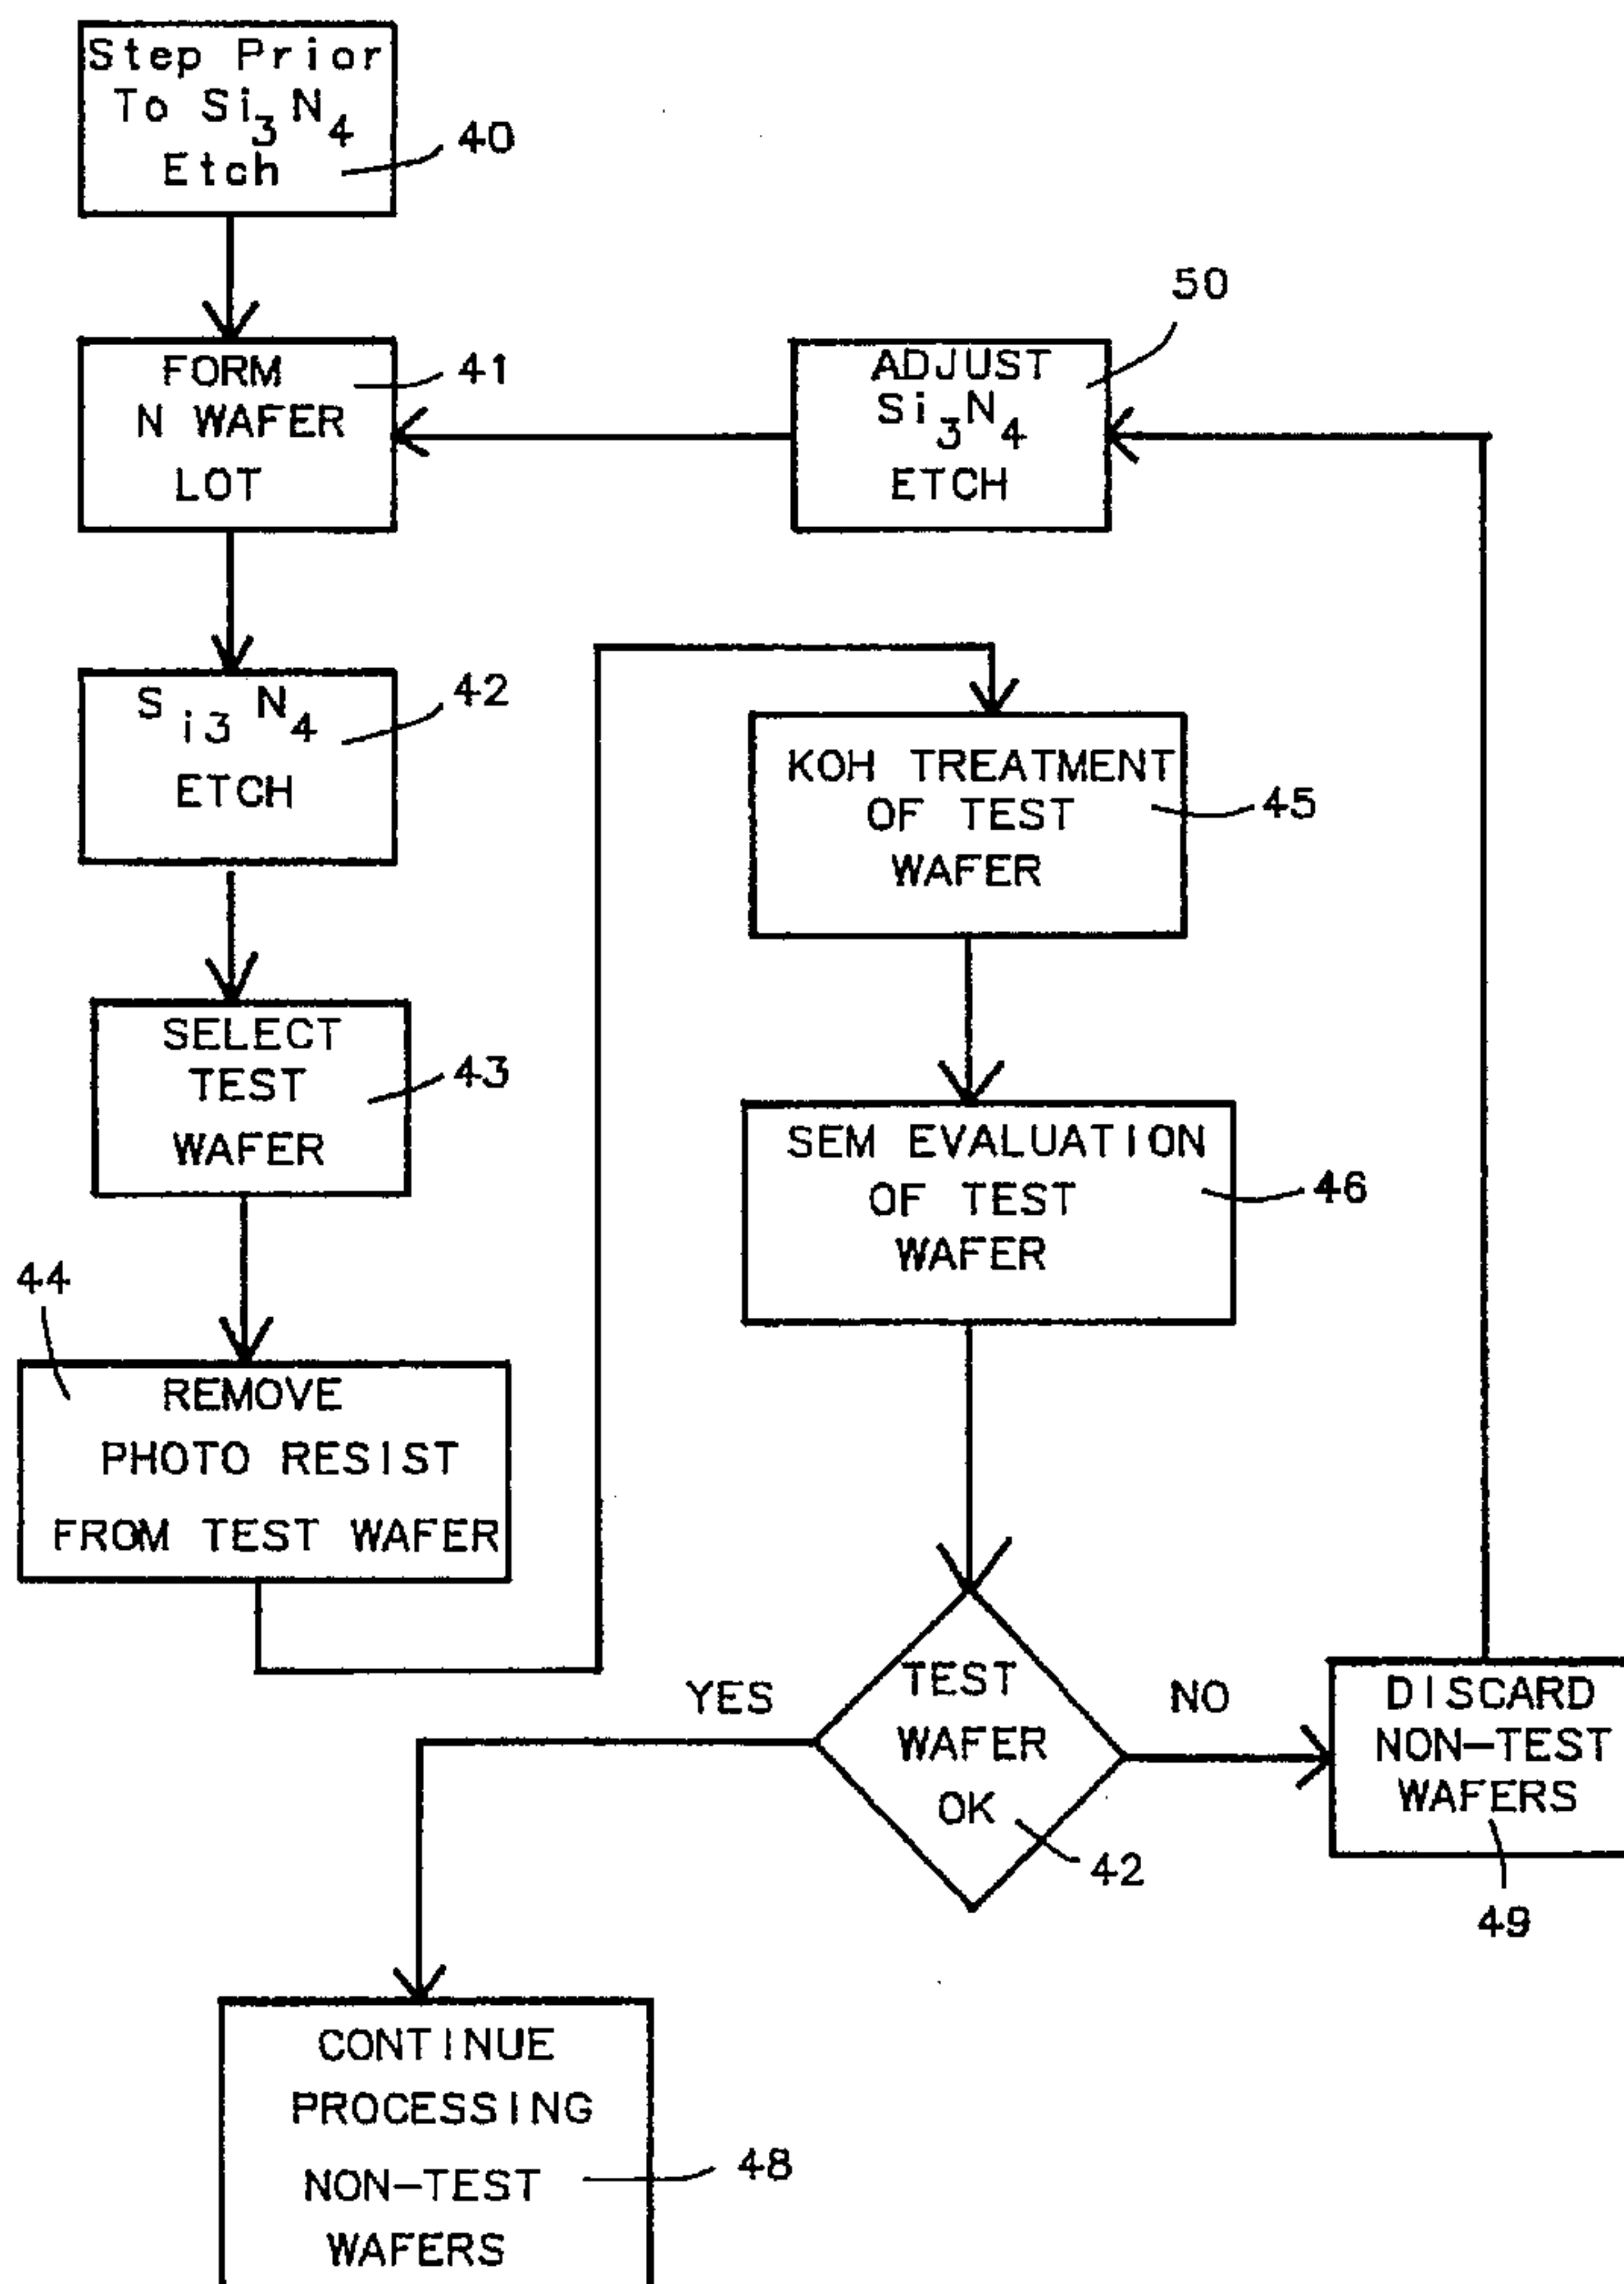 Step Prior
To Si3N4
Etch
40
FORM
N WAFER
LOT
41
ADJUST
Si3N4
ETCH
50
Si3 N4
ETCH
42
SELECT
TEST
WAFER
43
REMOVE
PHOTO RESIST
FROM TEST WAFER
44
KOH TREATMENT
OF TEST
WAFER
45
SEM EVALUATION
OF TEST
WAFER
46
TEST
WAFER
OK
42
YES
NO
DISCARD
NON-TEST
WAFERS
49
CONTINUE
PROCESSING
NON-TEST
WAFERS
48